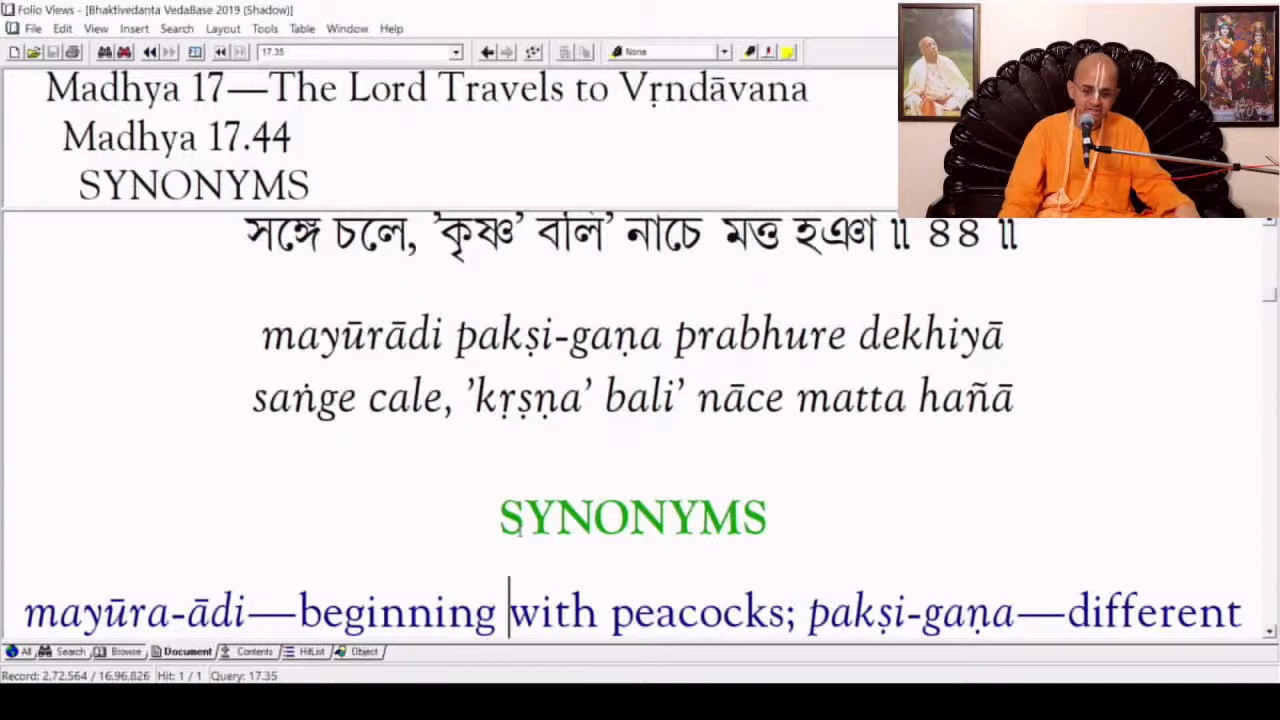 Folio Views - [Bhaktivedanta VedaBase 2019 (Shadow)]
File Edit View Insert Search Layout Tools Table Window Help
17.35
None
Madhya 17—The Lord Travels to Vṛndāvana
Madhya 17.44
SYNONYMS
সঙ্গে চলে, ’কৃষ্ণ’ বলি’ নাচে মত্ত হঞা ॥ ৪৪ ॥
mayūrādi pakṣi-gaṇa prabhure dekhiyā
saṅge cale, ’kṛṣṇa’ bali’ nāce matta hañā
SYNONYMS
mayūra-ādi—beginning with peacocks; pakṣi-gaṇa—different
All Search Browse Document Contents HitList Object
Record: 2,72,564 / 16,96,826 Hit: 1 / 1 Query: 17.35